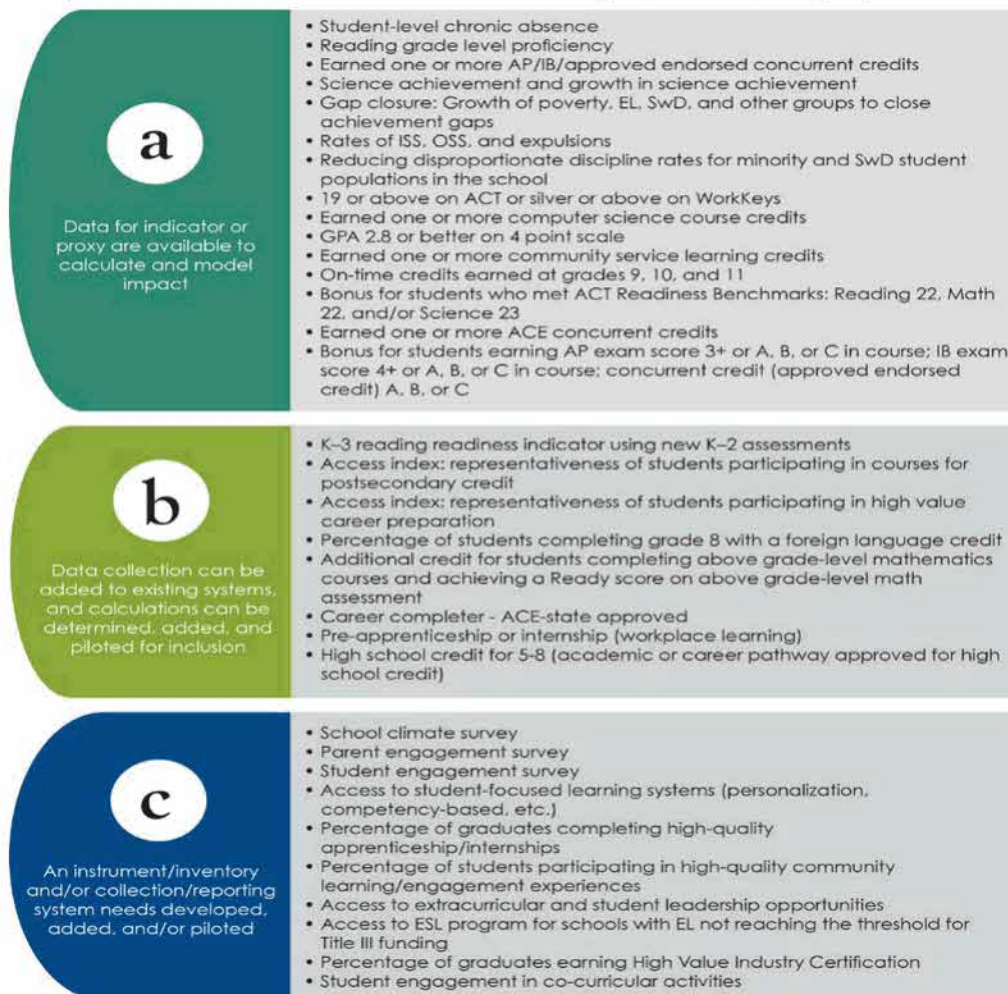 a
Data for indicator or
proxy are available to
calculate and model
impact
• Student-level chronic absence
• Reading grade level proficiency
• Earned one or more AP/IB/approved endorsed concurrent credits
• Science achievement and growth in science achievement
• Gap closure: Growth of poverty, EL, SwD, and other groups to close
achievement gaps
• Rates of ISS, OSS, and expulsions
• Reducing disproportionate discipline rates for minority and SwD student
populations in the school
• 19 or above on ACT or silver or above on WorkKeys
• Earned one or more computer science course credits
• GPA 2.8 or better on 4 point scale
• Earned one or more community service learning credits
• On-time credits earned at grades 9, 10, and 11
• Bonus for students who met ACT Readiness Benchmarks: Reading 22, Math
22, and/or Science 23
• Earned one or more ACE concurrent credits
• Bonus for students earning AP exam score 3+ or A, B, or C in course; IB exam
score 4+ or A, B, or C in course; concurrent credit (approved endorsed
credit) A, B, or C
b
Data collection can be
added to existing systems,
and calculations can be
determined, added, and
piloted for inclusion
• K–3 reading readiness indicator using new K–2 assessments
• Access index: representativeness of students participating in courses for
postsecondary credit
• Access index: representativeness of students participating in high value
career preparation
• Percentage of students completing grade 8 with a foreign language credit
• Additional credit for students completing above grade-level mathematics
courses and achieving a Ready score on above grade-level math
assessment
• Career completer - ACE-state approved
• Pre-apprenticeship or internship (workplace learning)
• High school credit for 5-8 (academic or career pathway approved for high
school credit)
c
An instrument/inventory
and/or collection/reporting
system needs developed,
added, and/or piloted
• School climate survey
• Parent engagement survey
• Student engagement survey
• Access to student-focused learning systems (personalization,
competency-based, etc.)
• Percentage of graduates completing high-quality
apprenticeship/internships
• Percentage of students participating in high-quality community
learning/engagement experiences
• Access to extracurricular and student leadership opportunities
• Access to ESL program for schools with EL not reaching the threshold for
Title III funding
• Percentage of graduates earning High Value Industry Certification
• Student engagement in co-curricular activities